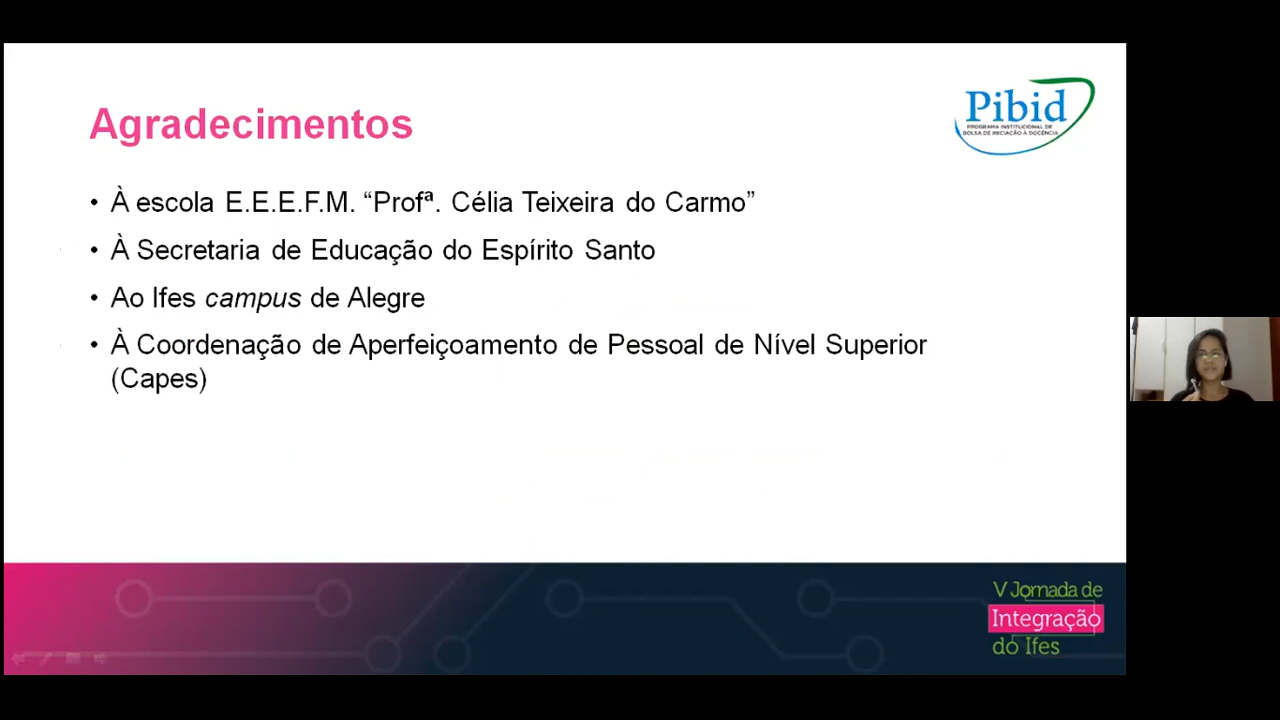 Agradecimentos
Pibid
PROGRAMA INSTITUCIONAL DE
BOLSA DE INICIAÇÃO À DOCÊNCIA
• À escola E.E.E.F.M. “Profª. Célia Teixeira do Carmo”
• À Secretaria de Educação do Espírito Santo
• Ao Ifes campus de Alegre
• À Coordenação de Aperfeiçoamento de Pessoal de Nível Superior
(Capes)
V Jornada de
Integração
do Ifes